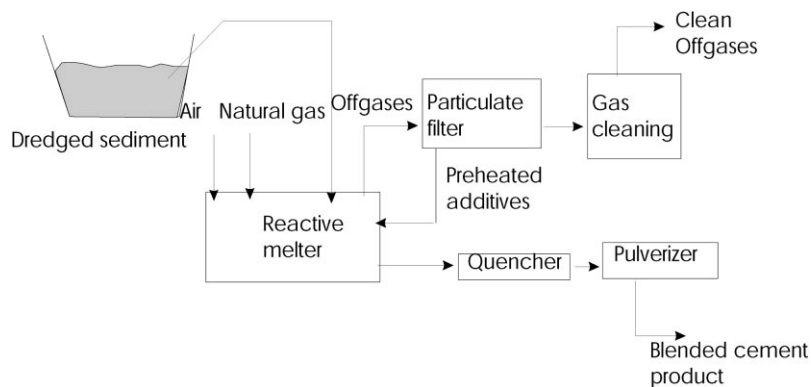 Clean
Offgases
Air
Natural gas
Offgases
Particulate
filter
Gas
cleaning
Dredged sediment
Preheated
additives
Reactive
melter
Quencher
Pulverizer
Blended cement
product